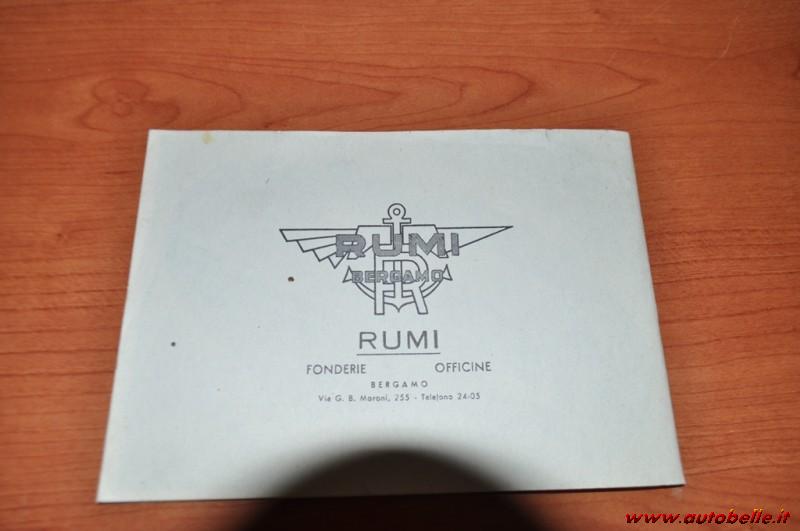 RUMI
BERGAMO
R
RUMI
FONDERIE OFFICINE
BERGAMO
Via G. B. Moroni, 255 - Telefono 24-05
www.autobelle.it